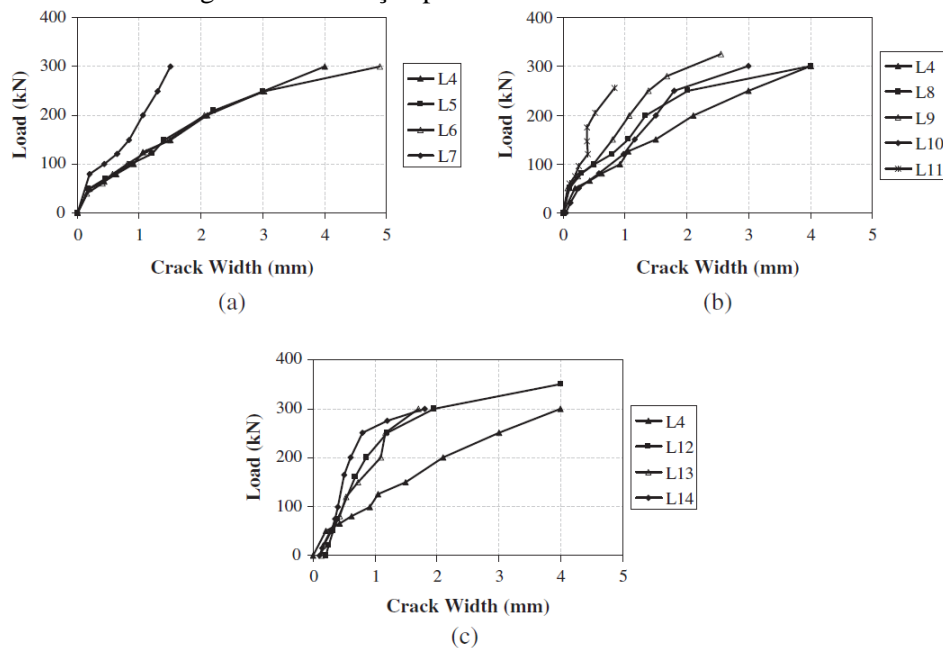 400
300
200
100
0
Load (kN)
0 1 2 3 4 5
Crack Width (mm)
L4
L5
L6
L7
(a)
400
300
200
100
0
Load (kN)
0 1 2 3 4 5
Crack Width (mm)
L4
L8
L9
L10
L11
(b)
400
300
200
100
0
Load (kN)
0 1 2 3 4 5
Crack Width (mm)
L4
L12
L13
L14
(c)